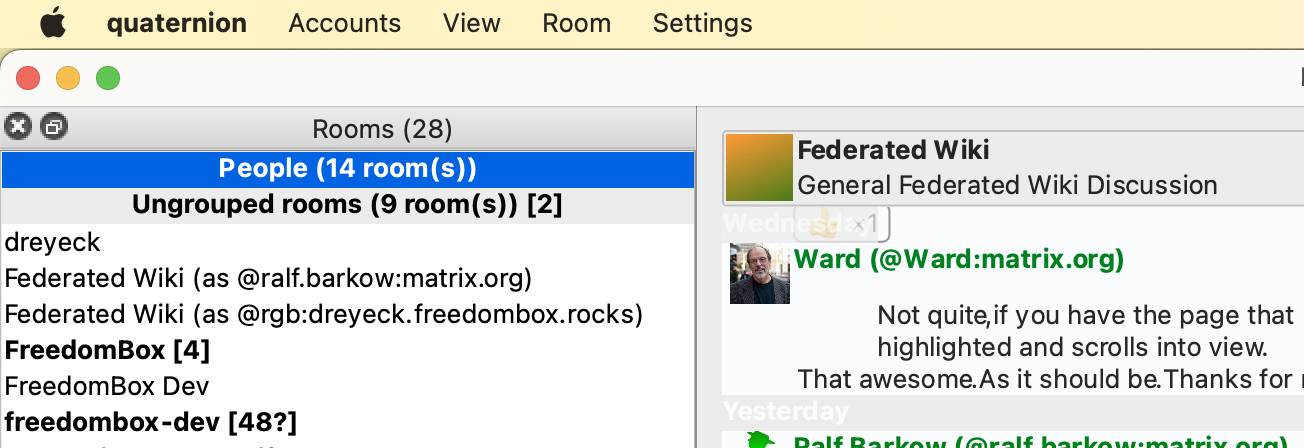 quaternion Accounts View Room Settings
Rooms (28)
People (14 room(s))
Ungrouped rooms (9 room(s)) [2]
dreyeck
Federated Wiki (as @ralf.barkow:matrix.org)
Federated Wiki (as @rgb:dreyeck.freedombox.rocks)
FreedomBox [4]
FreedomBox Dev
freedombox-dev [48?]
Federated Wiki
General Federated Wiki Discussion
Wednesday
×1
Ward (@Ward:matrix.org)
Not quite,if you have the page that
highlighted and scrolls into view.
That awesome.As it should be.Thanks for
Yesterday
Ralf Barkow (@ralf.barkow:matrix.org)